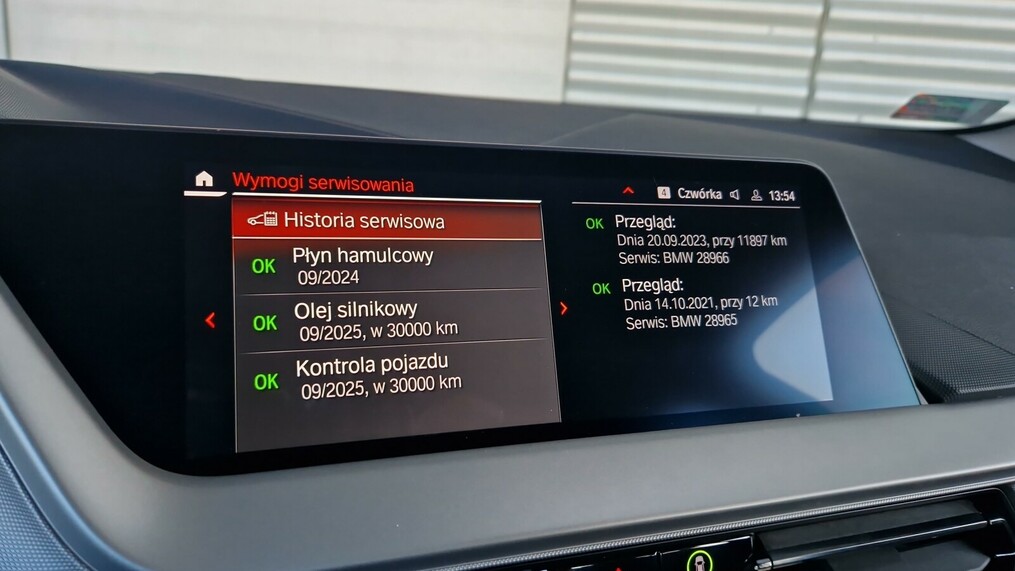 Wymogi serwisowania
4 Czwórka 13:54
Historia serwisowa
OK Płyn hamulcowy
09/2024
OK Olej silnikowy
09/2025, w 30000 km
OK Kontrola pojazdu
09/2025, w 30000 km
OK Przegląd:
Dnia 20.09.2023, przy 11897 km
Serwis: BMW 28966
OK Przegląd:
Dnia 14.10.2021, przy 12 km
Serwis: BMW 28965